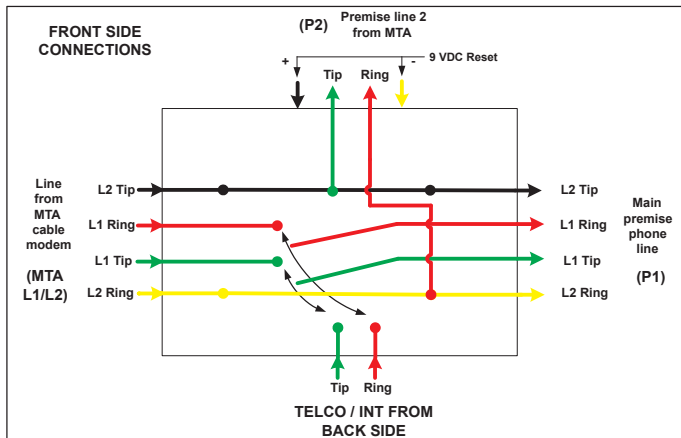 FRONT SIDE
CONNECTIONS
(P2)
Premise line 2
from MTA
+
-
9 VDC Reset
Tip
Ring
Line
from
MTA
cable
modem
(MTA
L1/L2)
L2 Tip
L1 Ring
L1 Tip
L2 Ring
L2 Tip
L1 Ring
L1 Tip
L2 Ring
Main
premise
phone
line
(P1)
Tip
Ring
TELCO / INT FROM
BACK SIDE